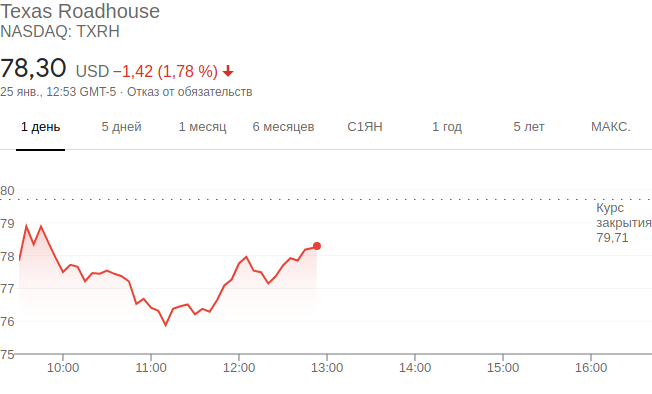 Texas Roadhouse
NASDAQ: TXRH
78,30 USD −1,42 (1,78 %)
25 янв., 12:53 GMT-5 · Отказ от обязательств
1 день 5 дней 1 месяц 6 месяцев С1ЯН 1 год 5 лет МАКС.
80
Курс
закрытия
79,71
79
78
77
76
75
10:00 11:00 12:00 13:00 14:00 15:00 16:00